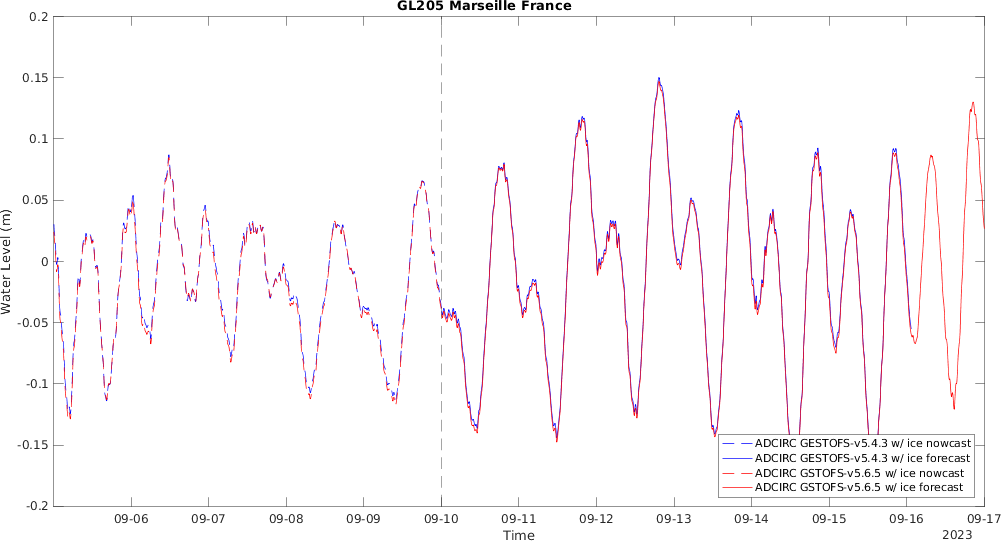 GL205 Marseille France
0.2
0.15
0.1
0.05
0
-0.05
-0.1
-0.15
-0.2
Water Level (m)
ADCIRC GESTOFS-v5.4.3 w/ ice nowcast
ADCIRC GESTOFS-v5.4.3 w/ ice forecast
ADCIRC GSTOFS-v5.6.5 w/ ice nowcast
ADCIRC GSTOFS-v5.6.5 w/ ice forecast
09-06 09-07 09-08 09-09 09-10 09-11 09-12 09-13 09-14 09-15 09-16 09-17
Time
2023